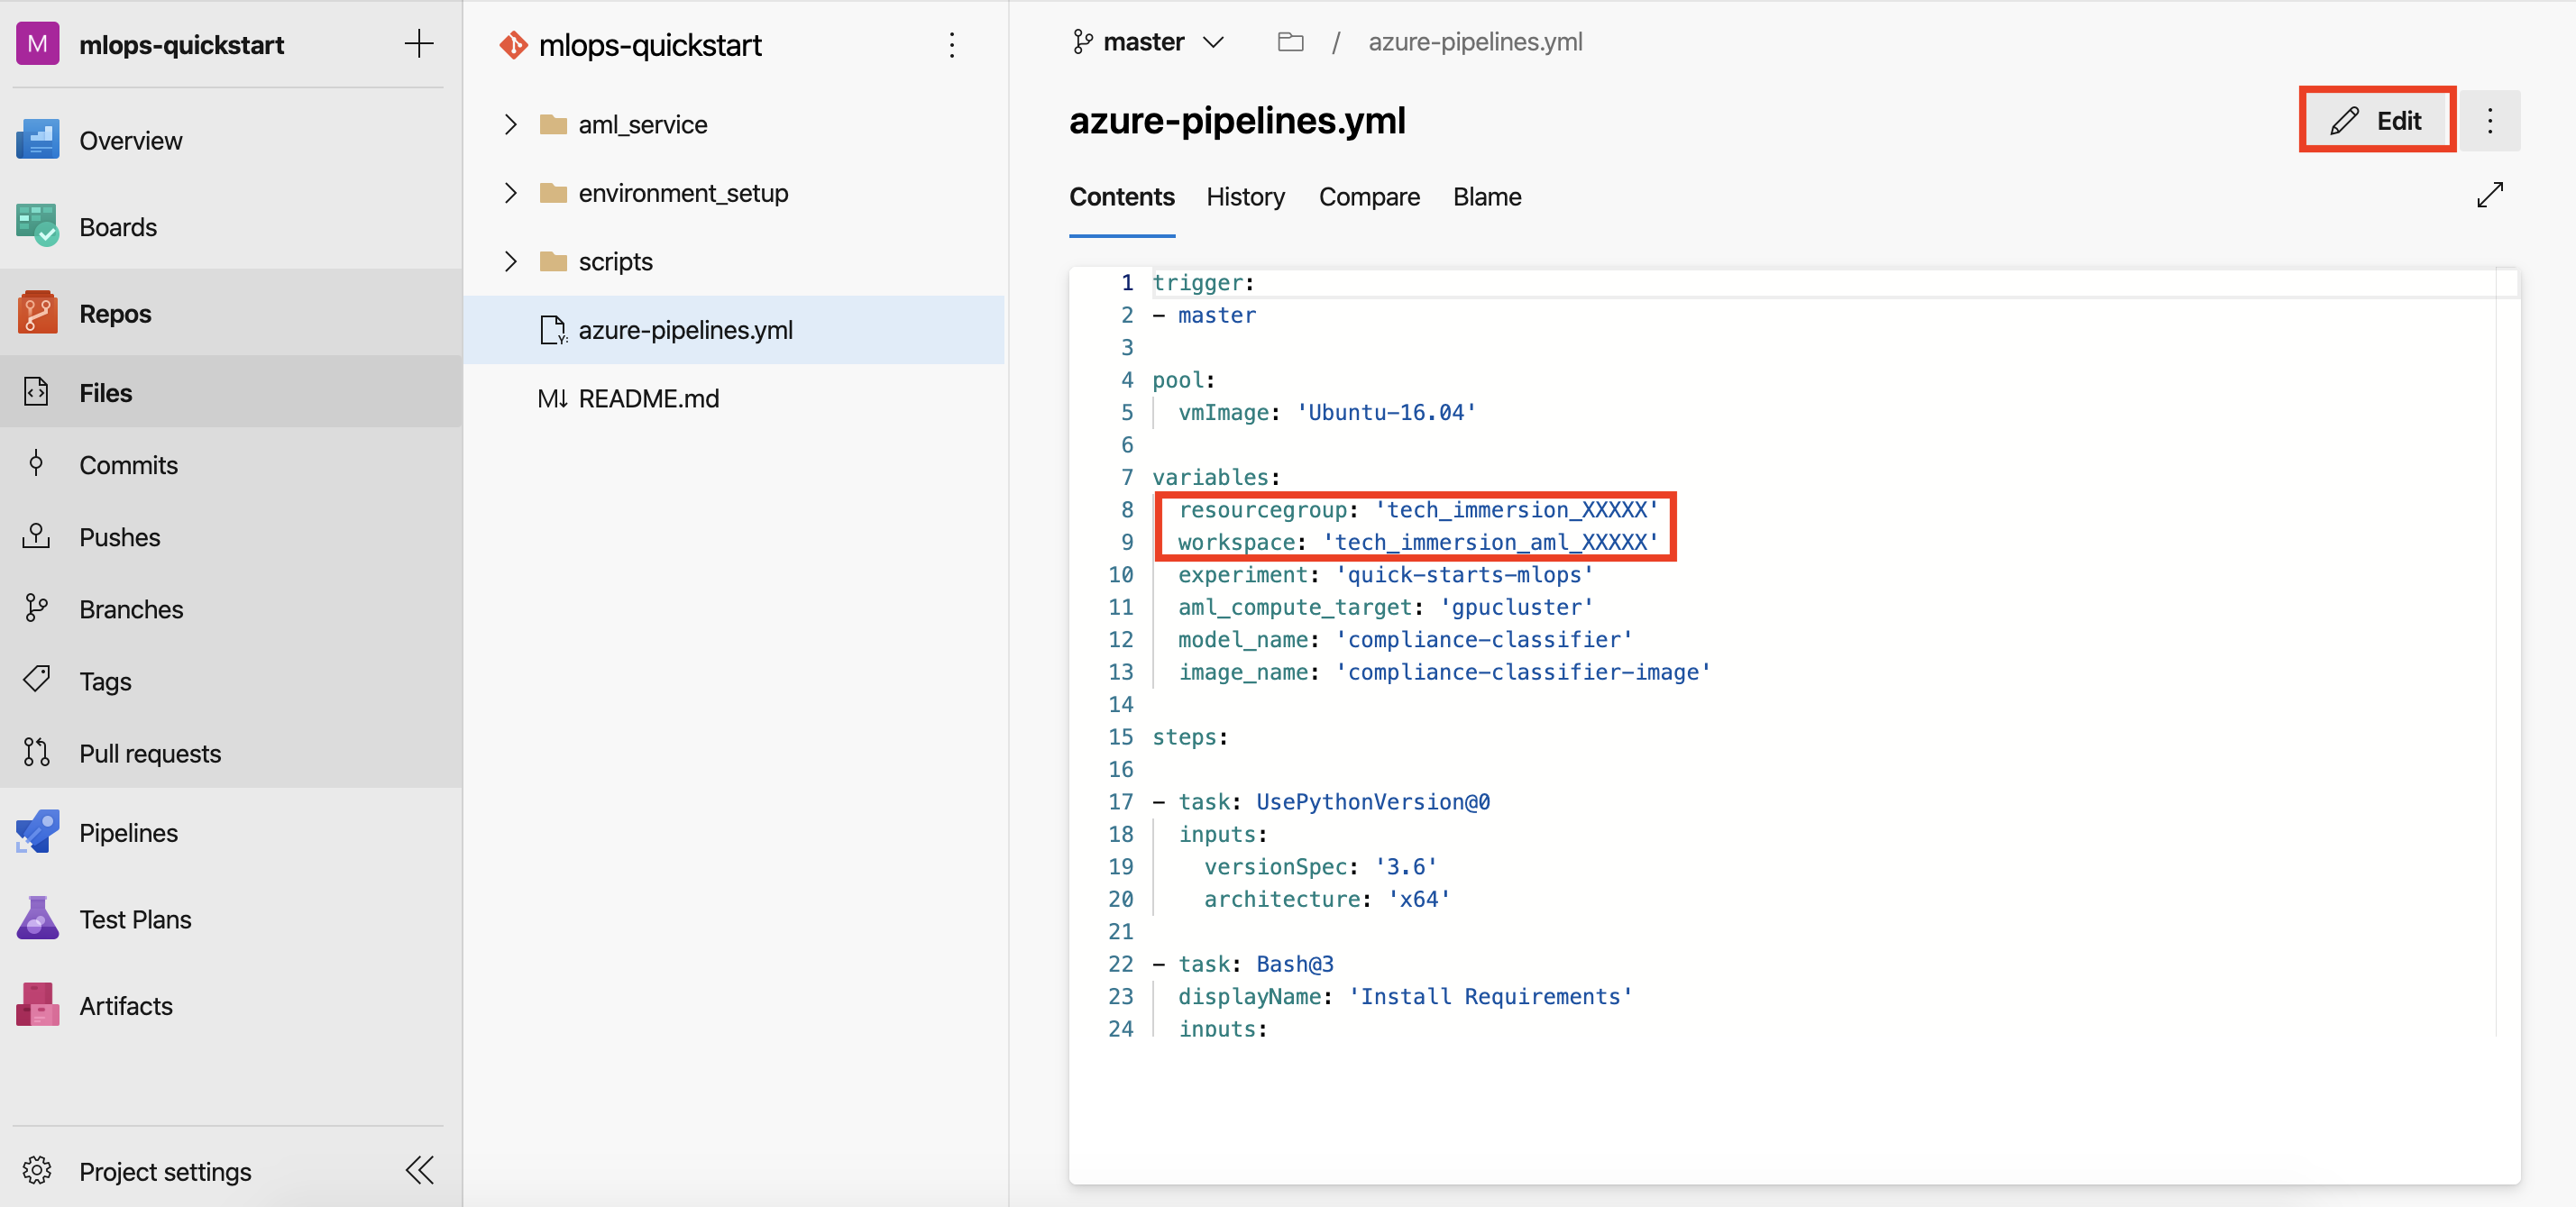 M mlops-quickstart
Overview
Boards
Repos
Files
Commits
Pushes
Branches
Tags
Pull requests
Pipelines
Test Plans
Artifacts
Project settings
mlops-quickstart
aml_service
environment_setup
scripts
azure-pipelines.yml
M↓ README.md
master / azure-pipelines.yml
azure-pipelines.yml
Edit
Contents History Compare Blame
1 trigger:
2 - master
3
4 pool:
5 vmImage: 'Ubuntu-16.04'
6
7 variables:
8 resourcegroup: 'tech_immersion_XXXXX'
9 workspace: 'tech_immersion_aml_XXXXX'
10 experiment: 'quick-starts-mlops'
11 aml_compute_target: 'gpucluster'
12 model_name: 'compliance-classifier'
13 image_name: 'compliance-classifier-image'
14
15 steps:
16
17 - task: UsePythonVersion@0
18 inputs:
19 versionSpec: '3.6'
20 architecture: 'x64'
21
22 - task: Bash@3
23 displayName: 'Install Requirements'
24 inputs: